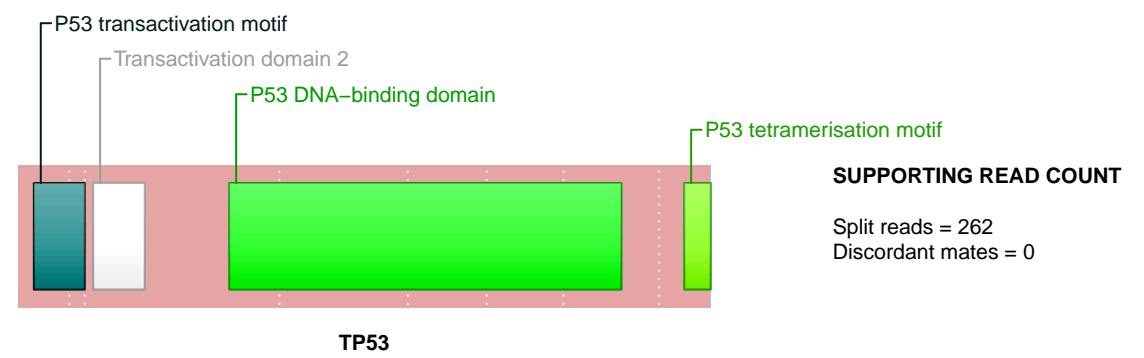 P53 transactivation motif
Transactivation domain 2
P53 DNA−binding domain
P53 tetramerisation motif
SUPPORTING READ COUNT
Split reads = 262
Discordant mates = 0
TP53